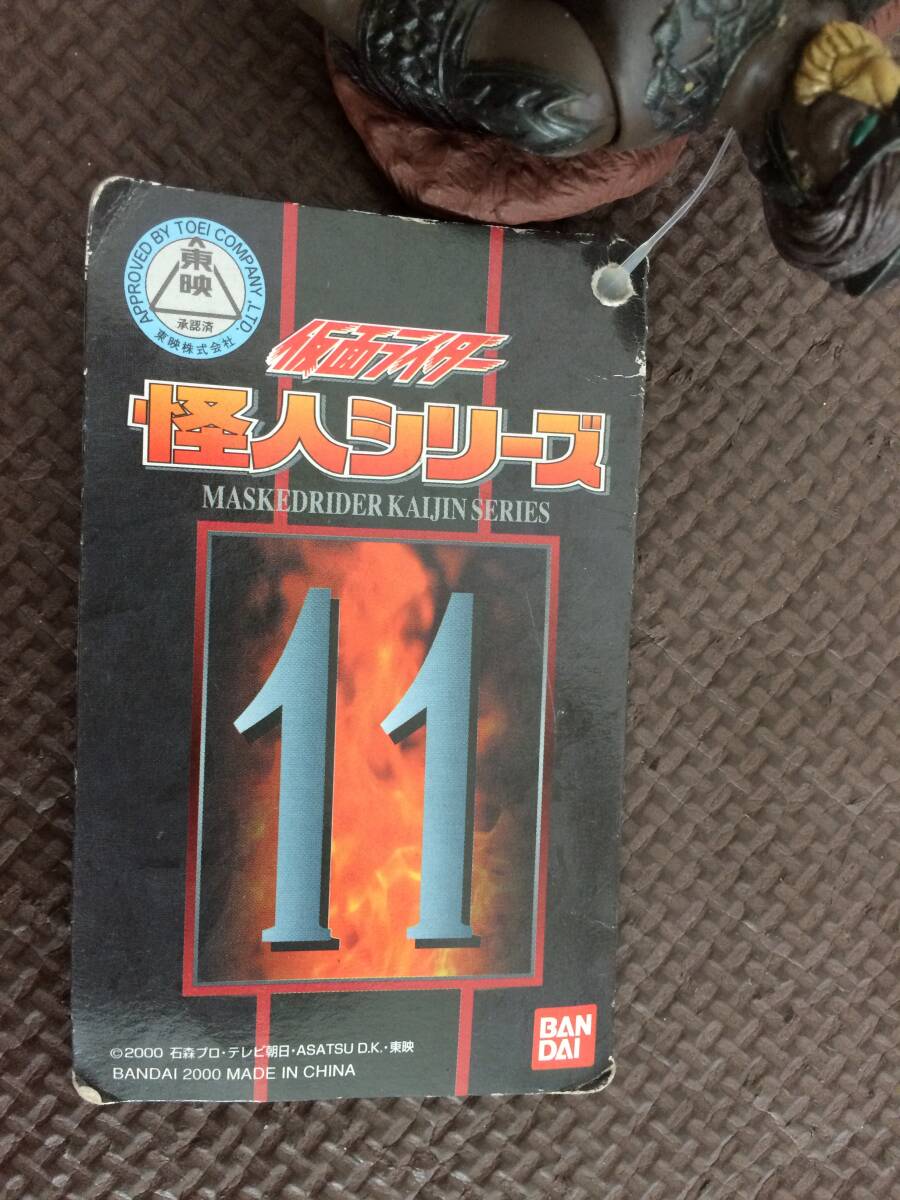 APPROVED BY TOEI COMPANY, LTD.
東映
承認済
東映株式会社
仮面ライダー
怪人シリーズ
MASKEDRIDER KAIJIN SERIES
11
BAN
DAI
©2000 石森プロ・テレビ朝日・ASATSU D.K.・東映
BANDAI 2000 MADE IN CHINA